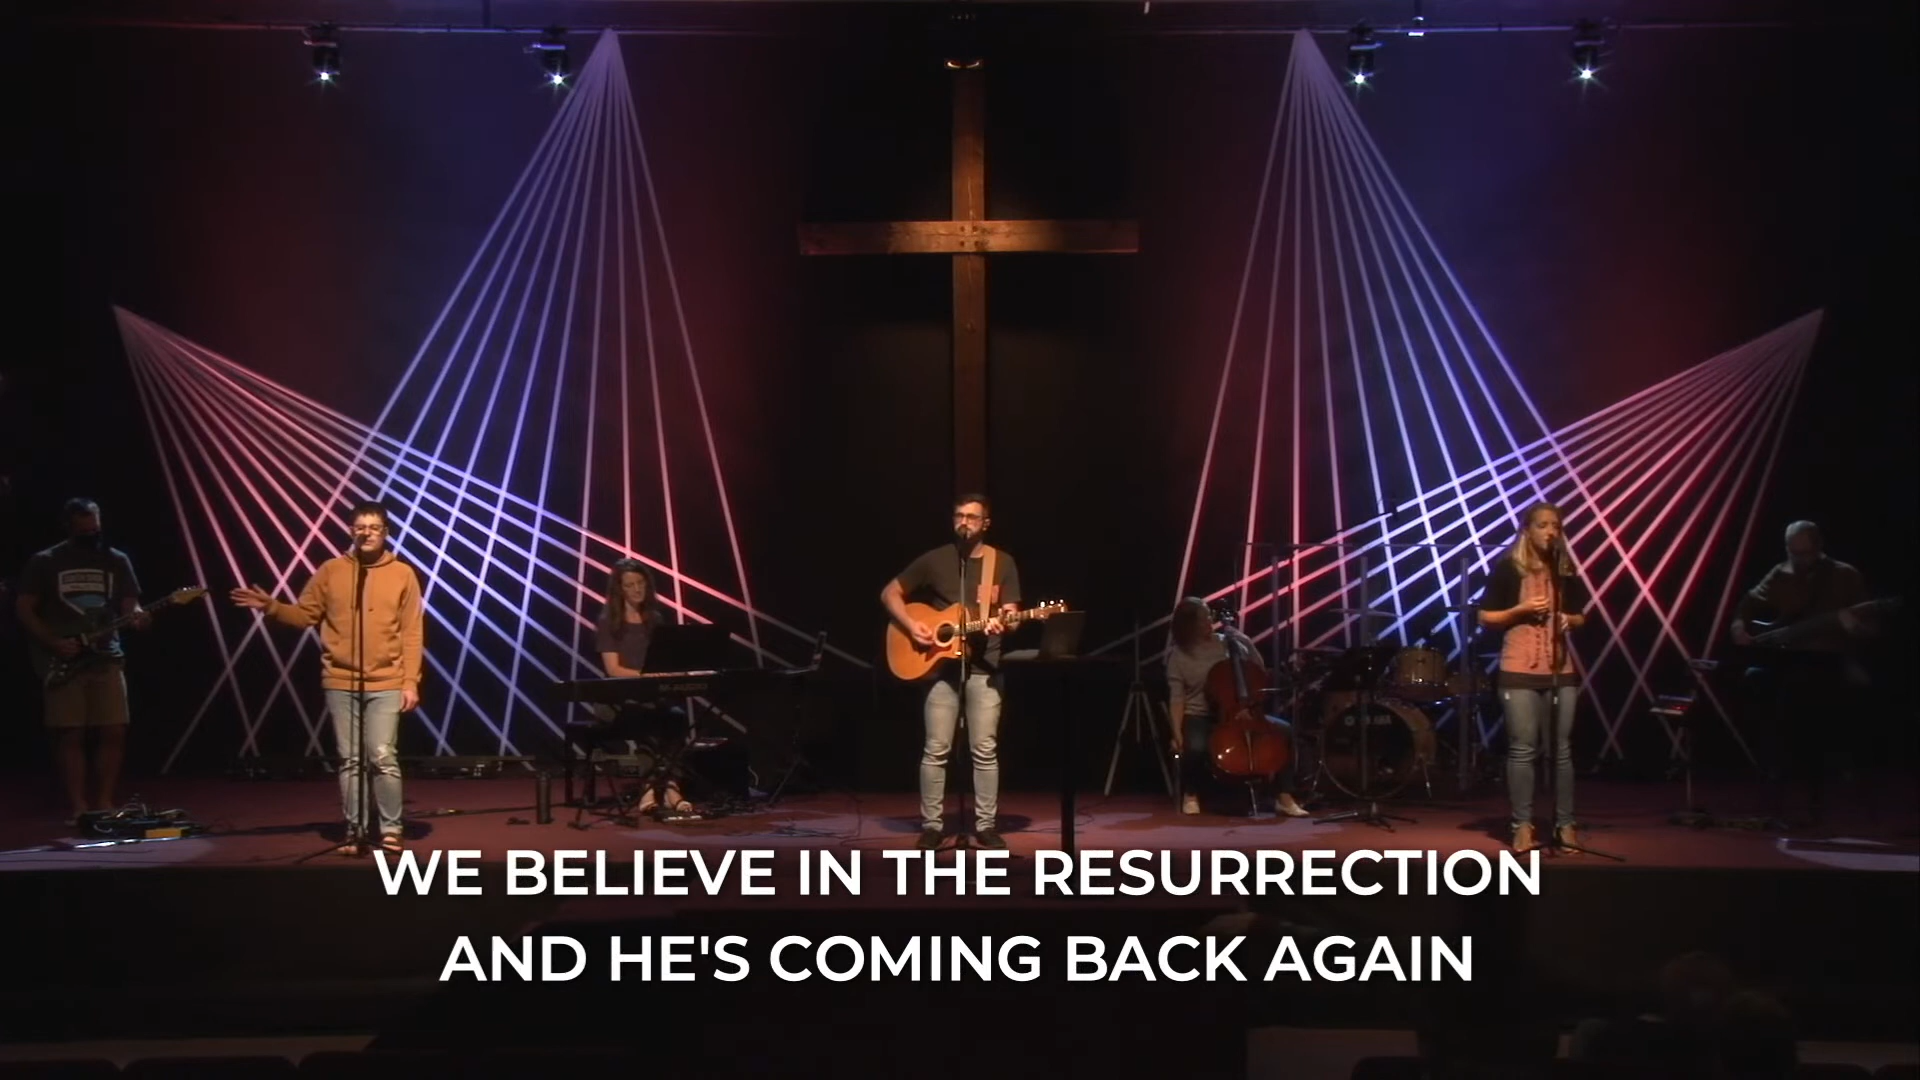 WE BELIEVE IN THE RESURRECTION
AND HE'S COMING BACK AGAIN